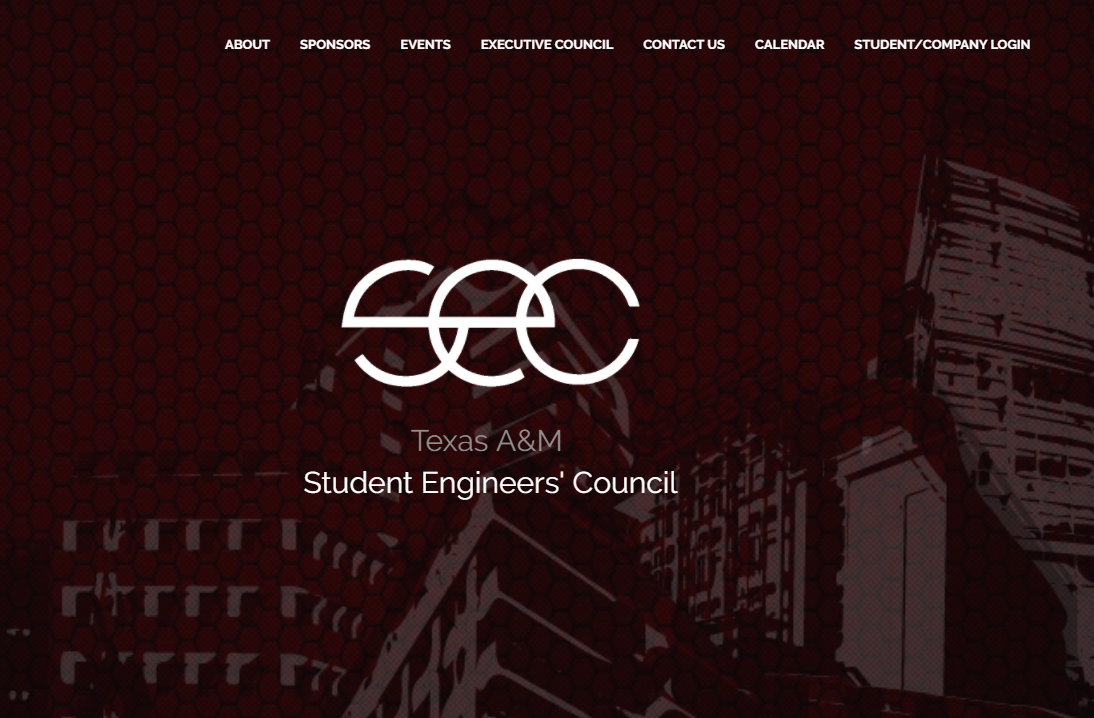 ABOUT SPONSORS EVENTS EXECUTIVE COUNCIL CONTACT US CALENDAR STUDENT/COMPANY LOGIN
sec
Texas A&M
Student Engineers' Council